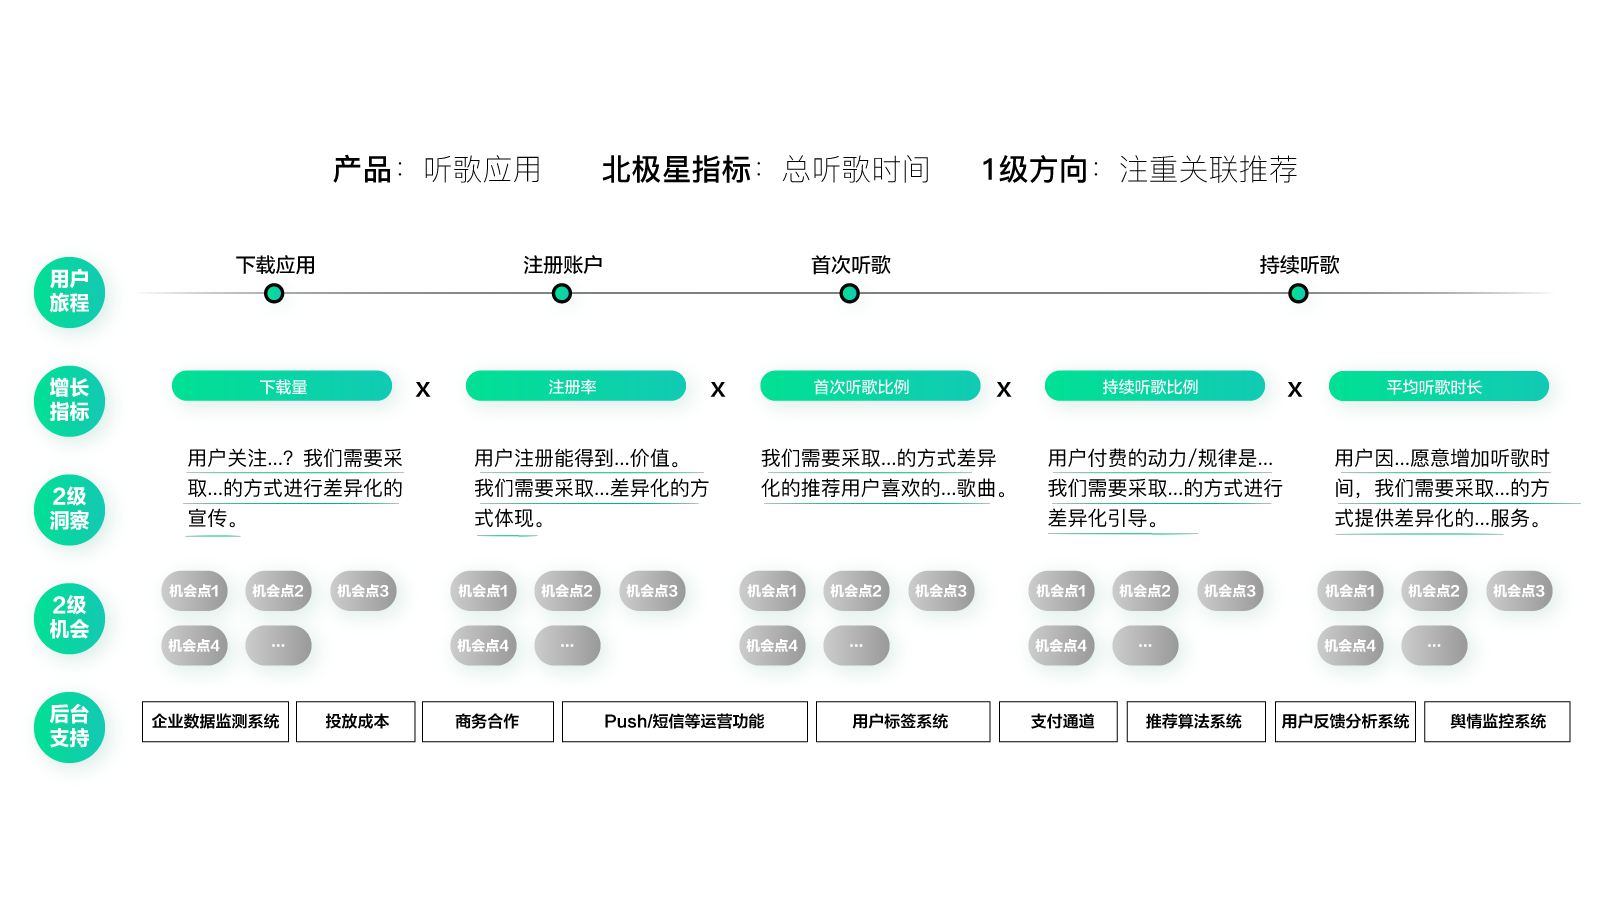 产品： 听歌应用 北极星指标： 总听歌时间 1级方向： 注重关联推荐
用户
旅程
下载应用 注册账户 首次听歌 持续听歌
增长
指标
下载量 x 注册率 x 首次听歌比例 x 持续听歌比例 x 平均听歌时长
2级
洞察
用户关注...？我们需要采
取...的方式进行差异化的
宣传。
用户注册能得到...价值。
我们需要采取...差异化的方
式体现。
我们需要采取...的方式差异
化的推荐用户喜欢的...歌曲。
用户付费的动力/规律是...
我们需要采取...的方式进行
差异化引导。
用户因...愿意增加听歌时
间，我们需要采取...的方
式提供差异化的...服务。
2级
机会
机会点1 机会点2 机会点3 机会点1 机会点2 机会点3 机会点1 机会点2 机会点3 机会点1 机会点2 机会点3 机会点1 机会点2 机会点3
机会点4 ... 机会点4 ... 机会点4 ... 机会点4 ... 机会点4 ...
后台
支持
企业数据监测系统 投放成本 商务合作 Push/短信等运营功能 用户标签系统 支付通道 推荐算法系统 用户反馈分析系统 舆情监控系统